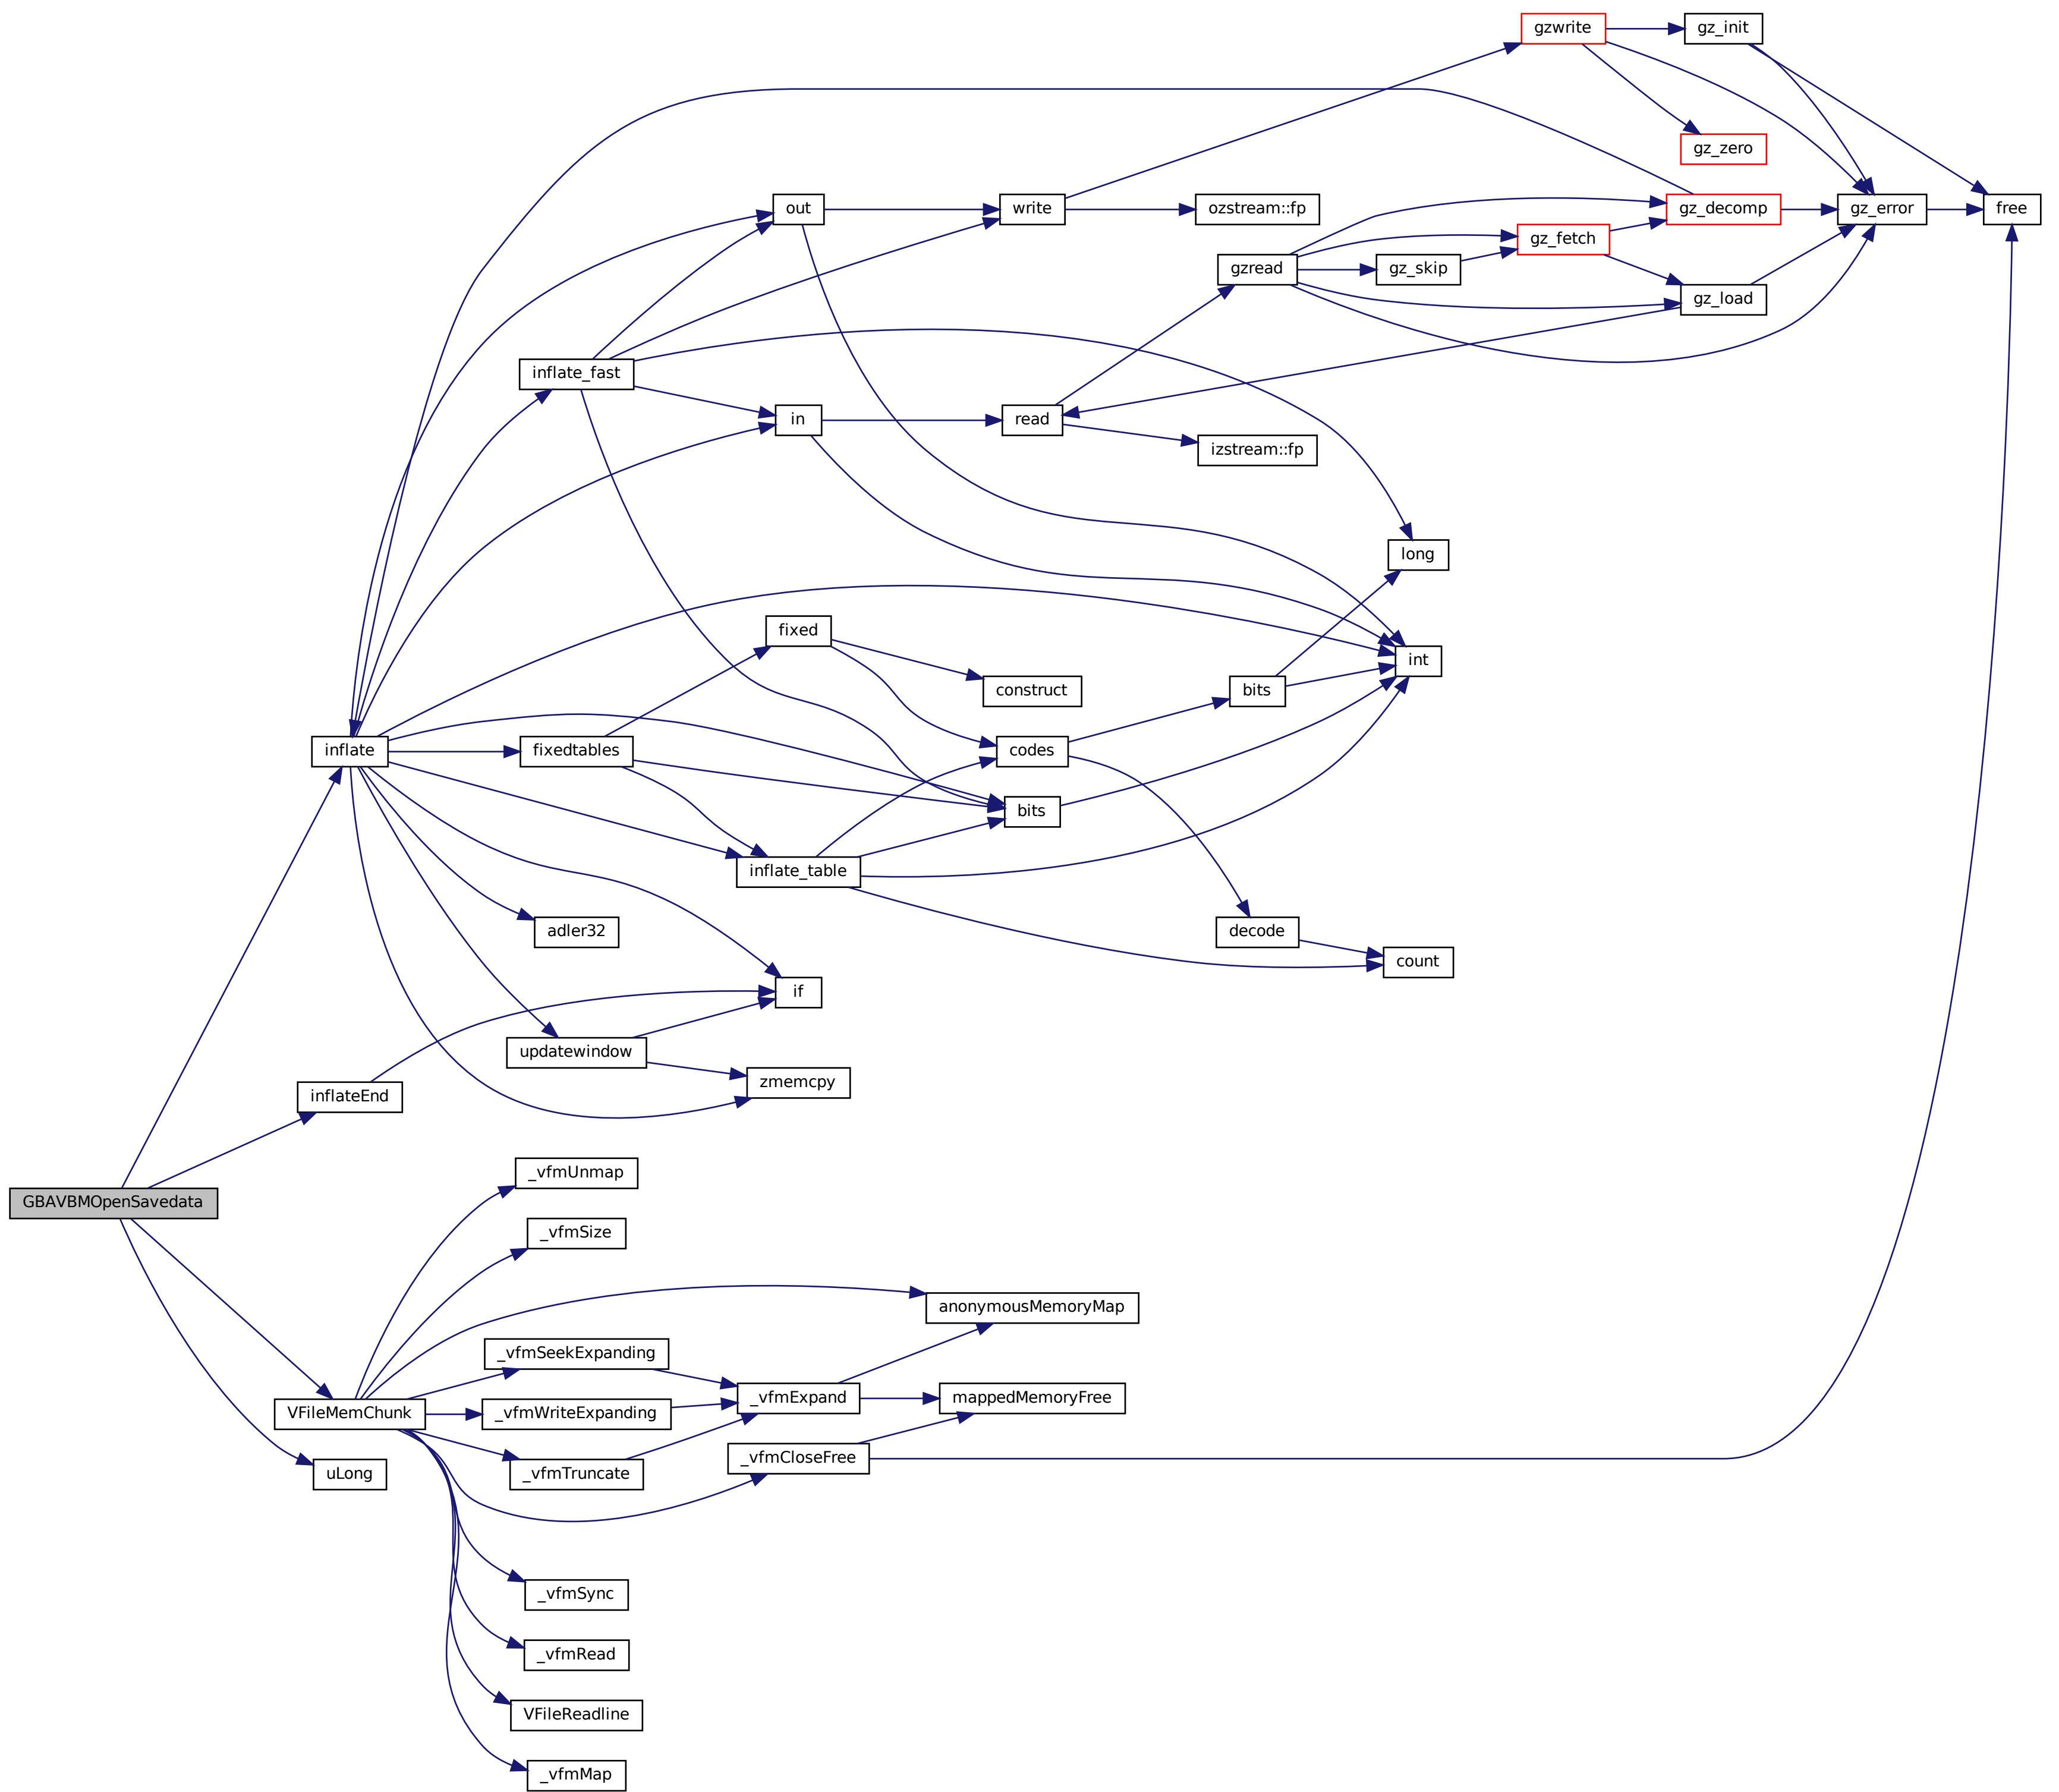 gzwrite
gz_init
gz_zero
out
write
ozstream::fp
gz_decomp
gz_error
free
gz_fetch
gzread
gz_skip
gz_load
inflate_fast
in
read
izstream::fp
long
fixed
int
construct
bits
inflate
fixedtables
codes
bits
inflate_table
adler32
decode
count
if
updatewindow
zmemcpy
inflateEnd
_vfmUnmap
GBAVBMOpenSavedata
_vfmSize
anonymousMemoryMap
_vfmSeekExpanding
_vfmExpand
mappedMemoryFree
VFileMemChunk
_vfmWriteExpanding
_vfmCloseFree
uLong
_vfmTruncate
_vfmSync
_vfmRead
VFileReadline
_vfmMap